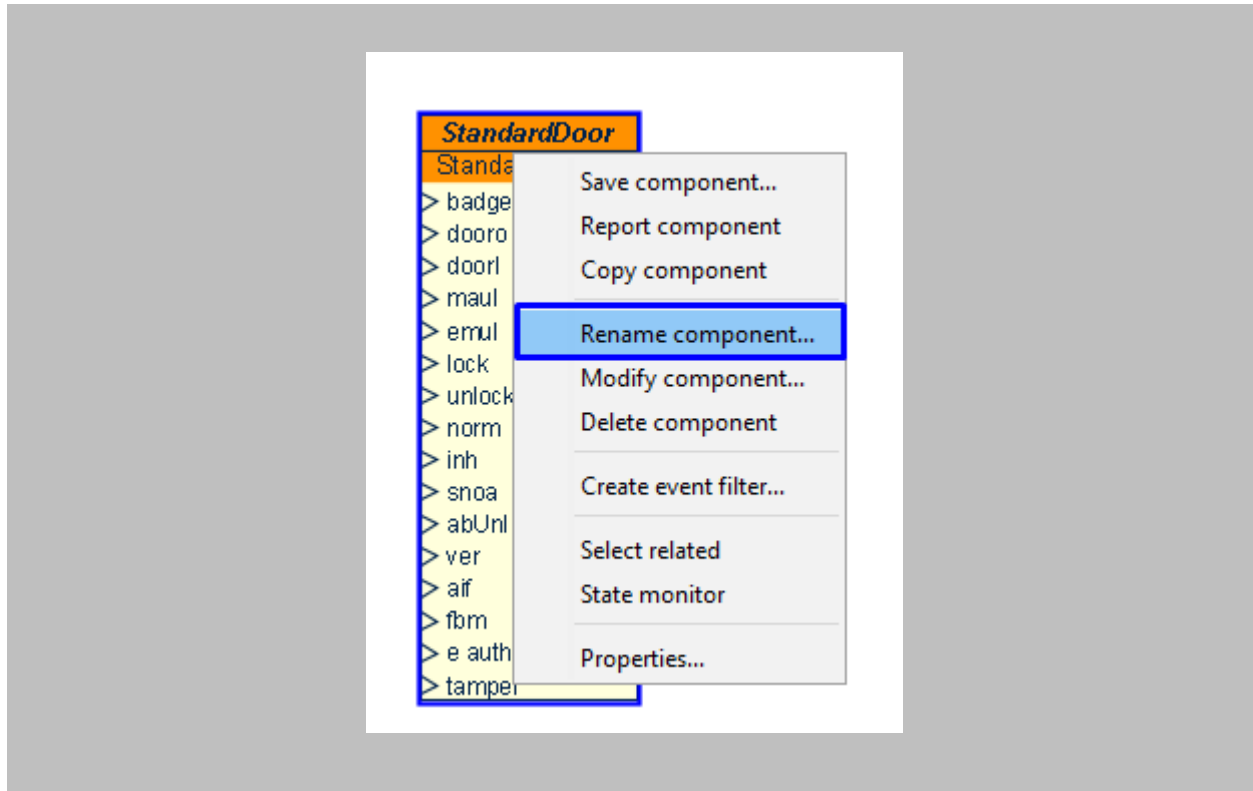 StandardDoor
Standa
> badge
> dooro
> doorl
> maul
> emul
> lock
> unlock
> norm
> inh
> snoa
> abUnl
> ver
> aif
> fbm
> e auth
> tamper
Save component...
Report component
Copy component
Rename component...
Modify component...
Delete component
Create event filter...
Select related
State monitor
Properties...